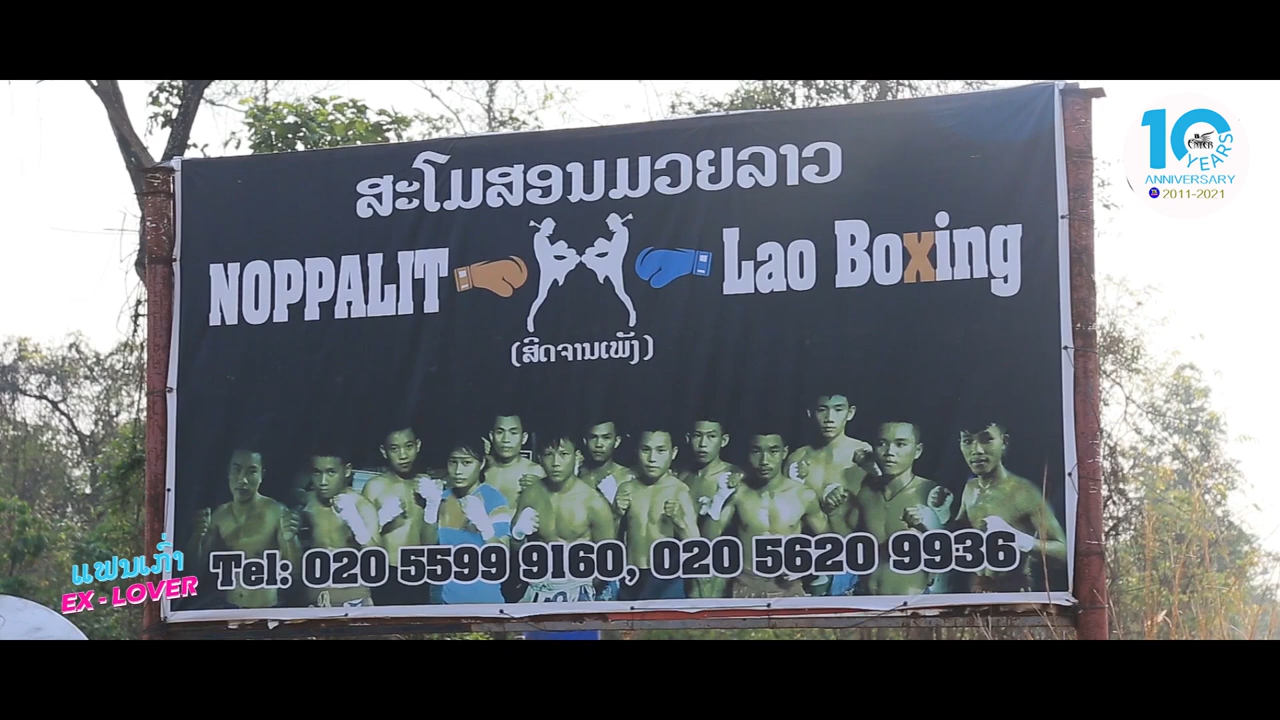 ສະໂມສອນມວຍລາວ
NOPPALIT Lao Boxing
(ສິດຈານເພັງ)
Tel: 020 5599 9160, 020 5620 9936
10 YEARS
ANNIVERSARY
2011-2021
ແຟນເກົ່າ
EX - LOVER